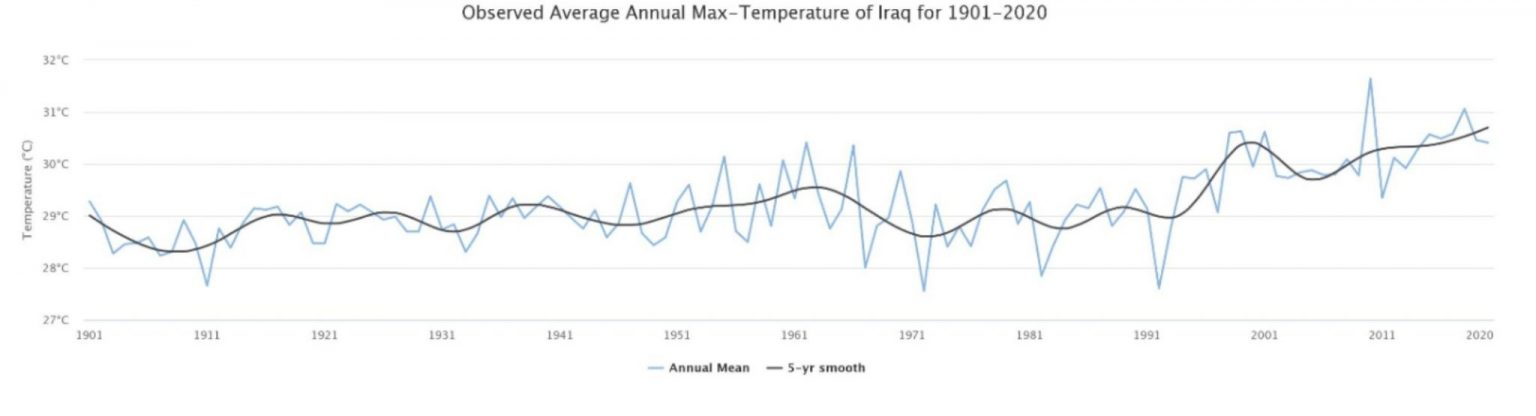 Observed Average Annual Max-Temperature of Iraq for 1901-2020
32°C
31°C
30°C
29°C
28°C
27°C
Temperature (°C)
1901 1911 1921 1931 1941 1951 1961 1971 1981 1991 2001 2011 2020
Annual Mean 5-yr smooth